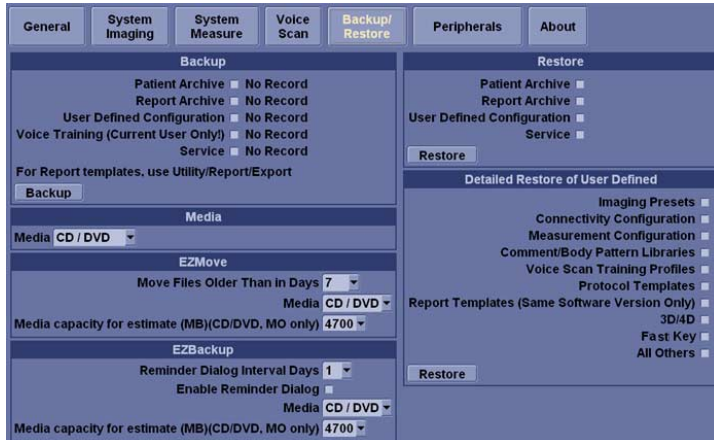 General
System Imaging
System Measure
Voice Scan
Backup/ Restore
Peripherals
About
Backup
Patient Archive No Record
Report Archive No Record
User Defined Configuration No Record
Voice Training (Current User Only!) No Record
Service No Record
For Report templates, use Utility/Report/Export
Backup
Media
Media CD / DVD
EZMove
Move Files Older Than in Days 7
Media CD / DVD
Media capacity for estimate (MB)(CD/DVD, MO only) 4700
EZBackup
Reminder Dialog Interval Days 1
Enable Reminder Dialog
Media CD / DVD
Media capacity for estimate (MB)(CD/DVD, MO only) 4700
Restore
Patient Archive
Report Archive
User Defined Configuration
Service
Restore
Detailed Restore of User Defined
Imaging Presets
Connectivity Configuration
Measurement Configuration
Comment/Body Pattern Libraries
Voice Scan Training Profiles
Protocol Templates
Report Templates (Same Software Version Only)
3D/4D
Fast Key
All Others
Restore